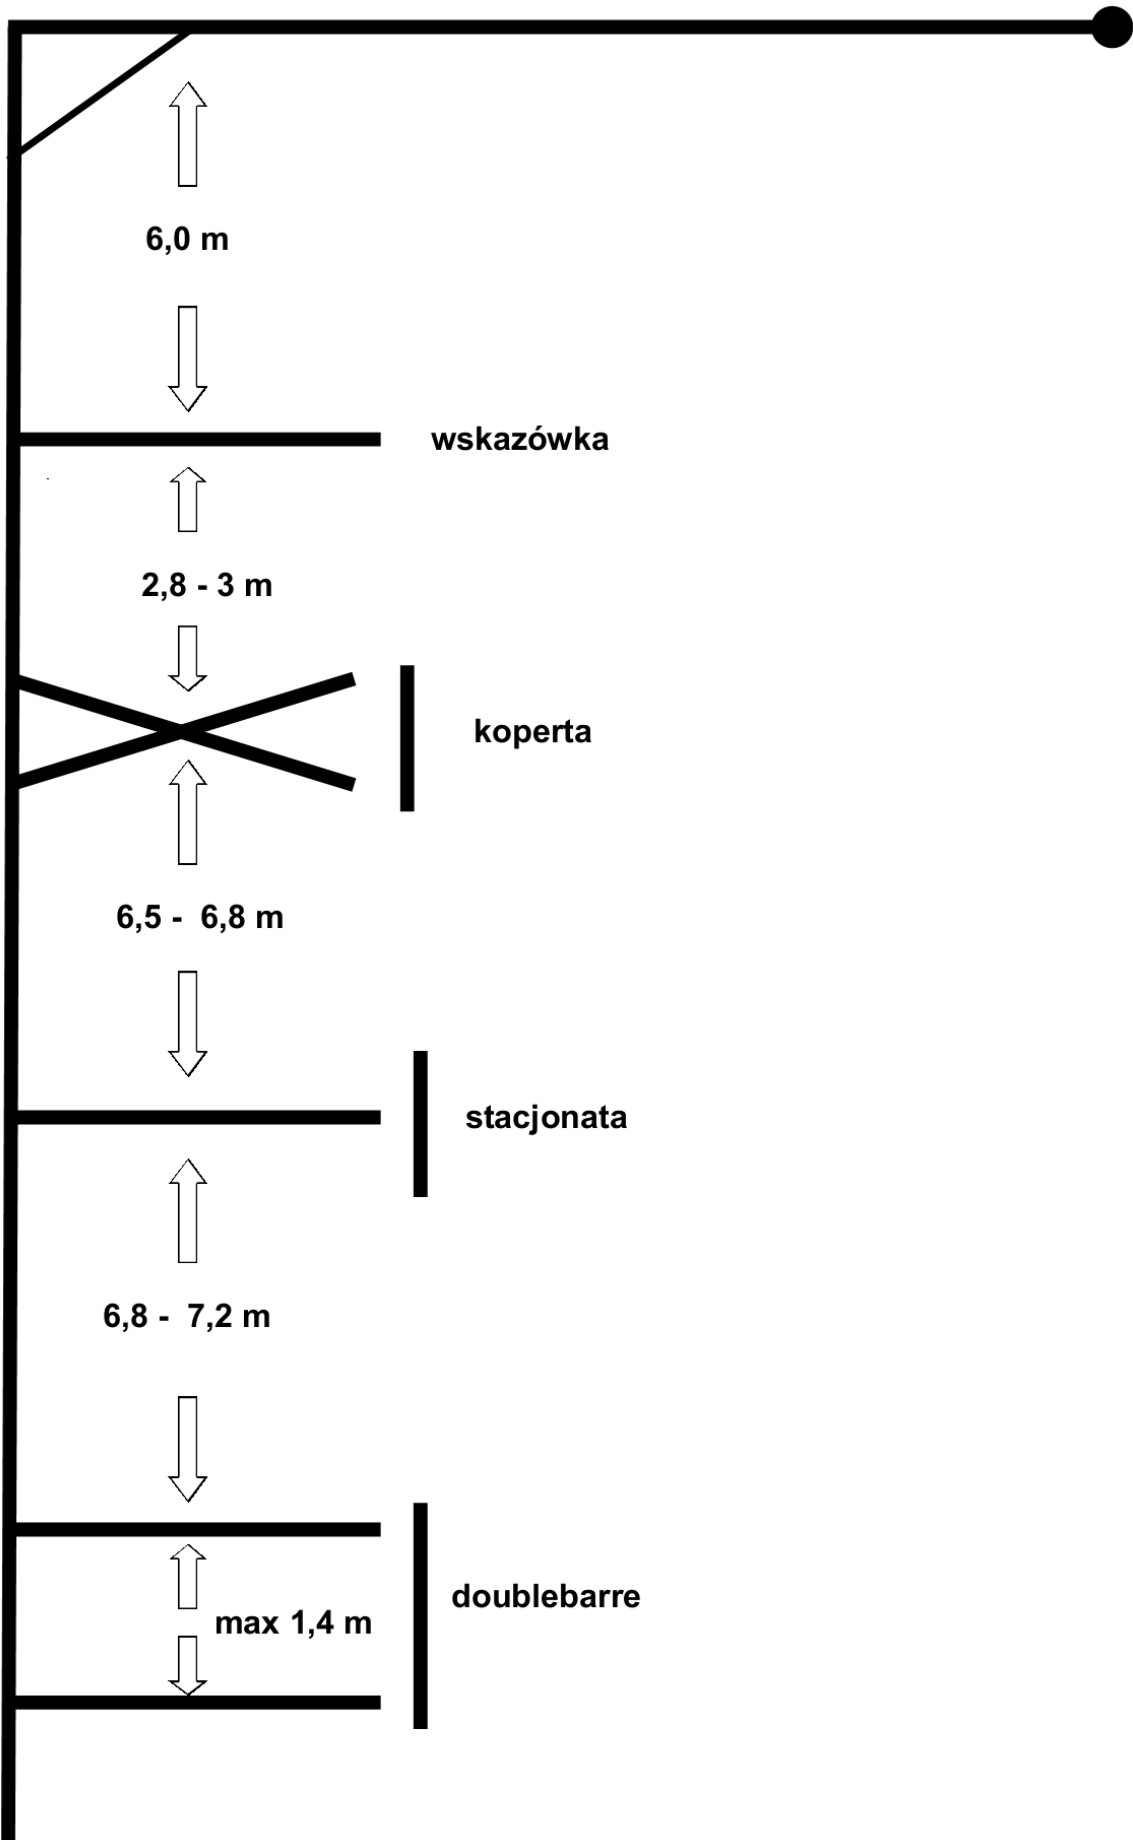 6,0 m
wskazówka
2,8 - 3 m
koperta
6,5 - 6,8 m
stacjonata
6,8 - 7,2 m
doublebarre
max 1,4 m